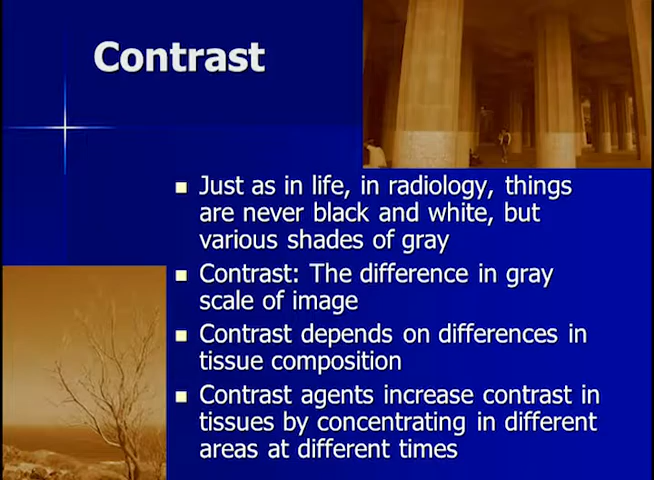 Contrast
Just as in life, in radiology, things
are never black and white, but
various shades of gray
Contrast: The difference in gray
scale of image
Contrast depends on differences in
tissue composition
Contrast agents increase contrast in
tissues by concentrating in different
areas at different times